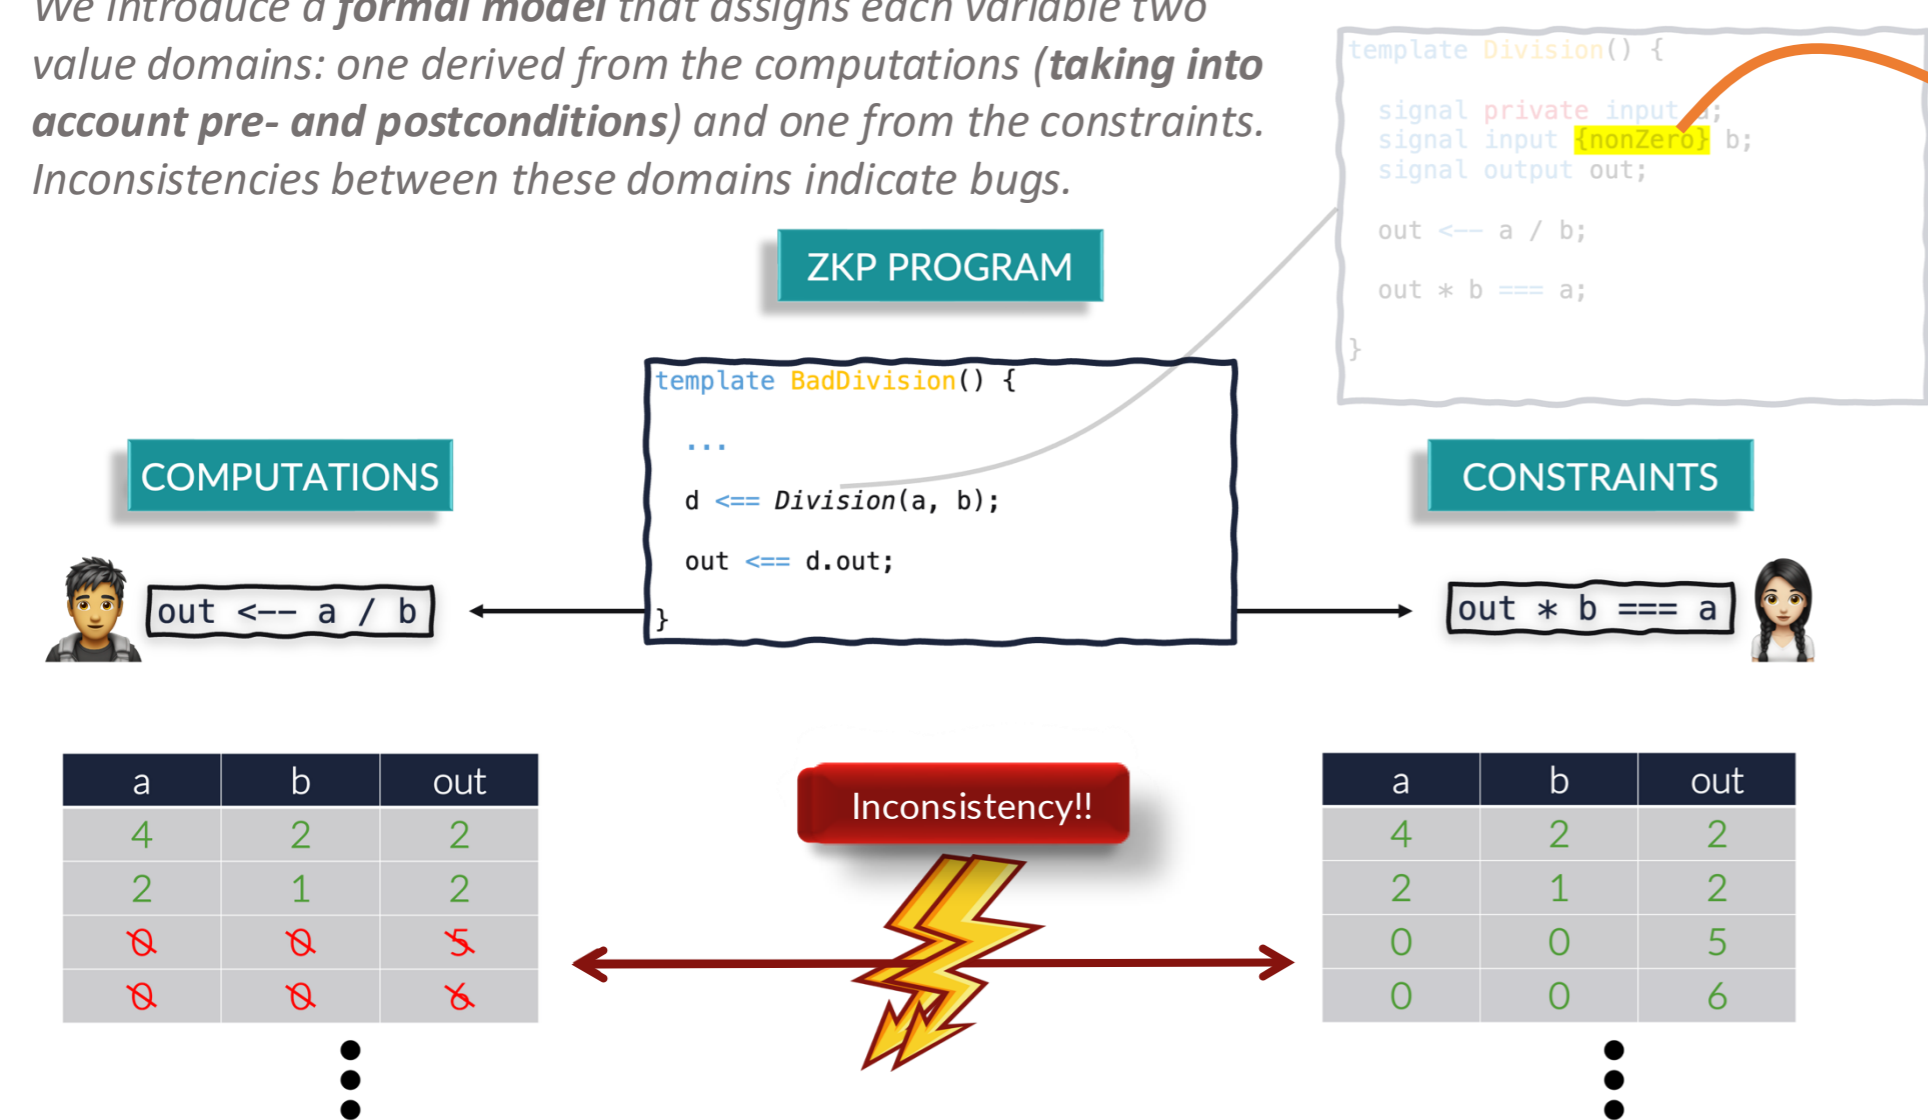 We introduce a formal model that assigns each variable two
value domains: one derived from the computations (taking into
account pre- and postconditions) and one from the constraints.
Inconsistencies between these domains indicate bugs.
template Division() {
signal private input a;
signal input {nonZero} b;
signal output out;
out <-- a / b;
out * b === a;
}
ZKP PROGRAM
template BadDivision() {
...
d <== Division(a, b);
out <== d.out;
}
COMPUTATIONS
out <-- a / b
CONSTRAINTS
out * b === a
a b out
4 2 2
2 1 2
0 0 5
0 0 6
Inconsistency!!
a b out
4 2 2
2 1 2
0 0 5
0 0 6